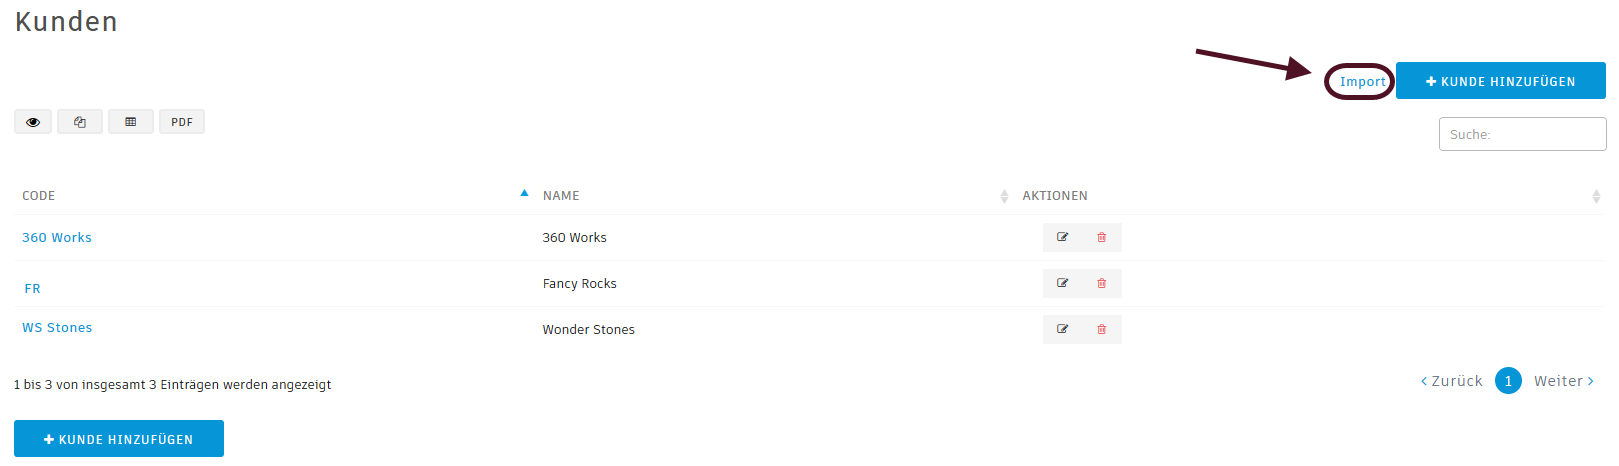 Kunden
Import
KUNDE HINZUFÜGEN
PDF
Suche:
CODE NAME AKTIONEN
360 Works 360 Works
FR Fancy Rocks
WS Stones Wonder Stones
1 bis 3 von insgesamt 3 Einträgen werden angezeigt
Zurück 1 Weiter
KUNDE HINZUFÜGEN